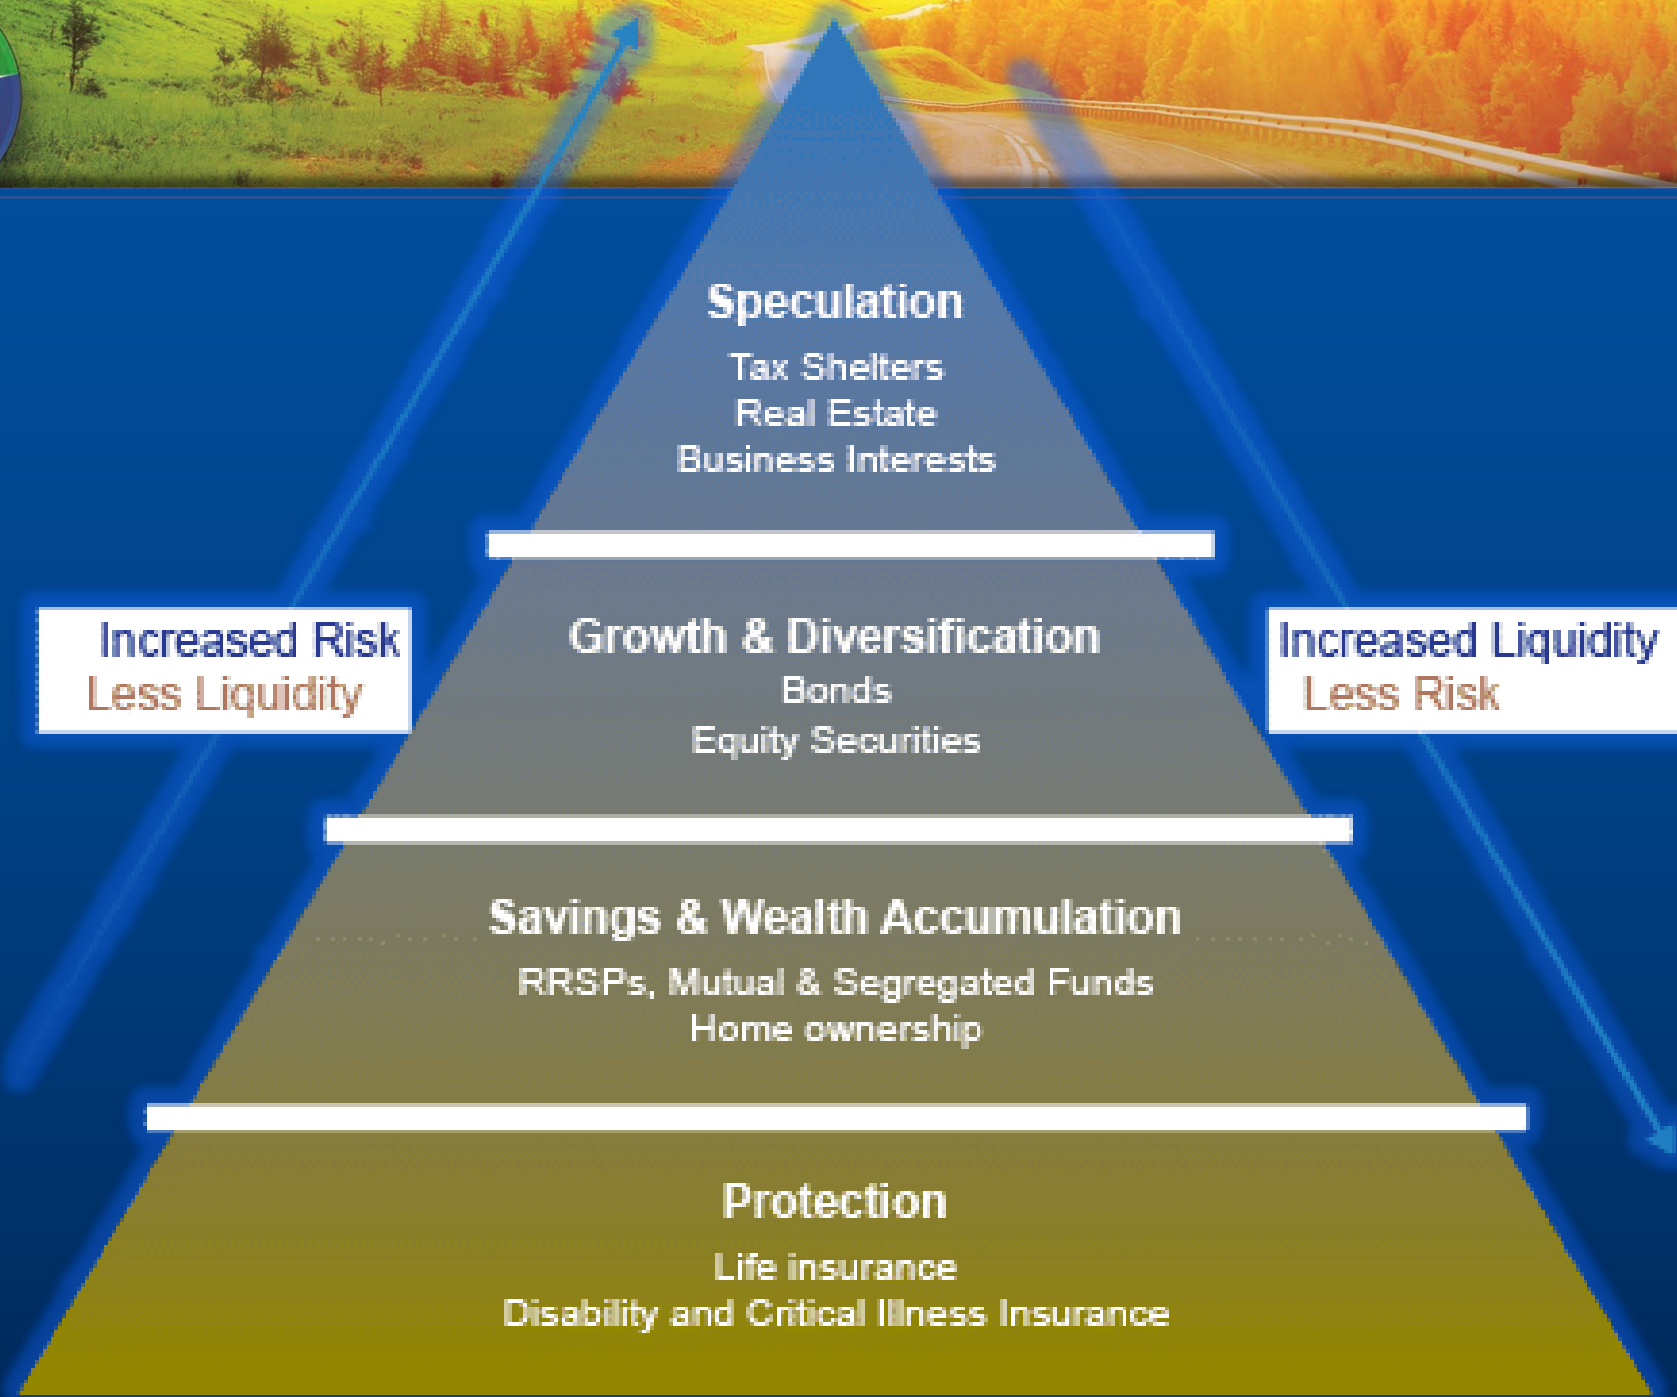 Speculation
Tax Shelters
Real Estate
Business Interests
Increased Risk
Less Liquidity
Growth & Diversification
Bonds
Equity Securities
Increased Liquidity
Less Risk
Savings & Wealth Accumulation
RRSPs, Mutual & Segregated Funds
Home ownership
Protection
Life insurance
Disability and Critical Illness Insurance